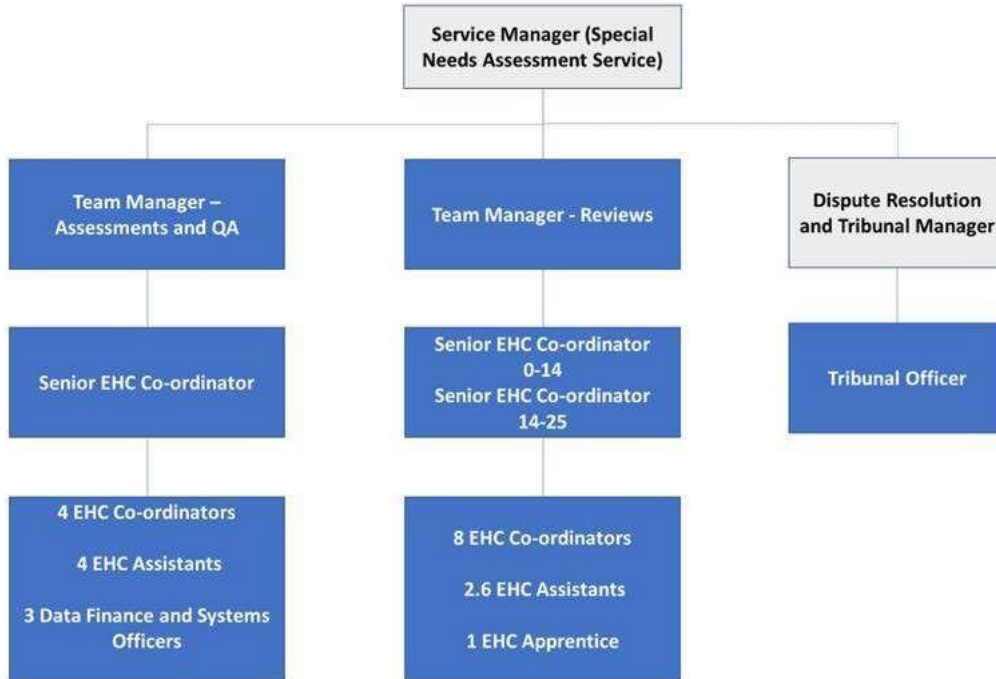 Service Manager (Special
Needs Assessment Service)
Team Manager –
Assessments and QA
Team Manager - Reviews
Dispute Resolution
and Tribunal Manager
Senior EHC Co-ordinator
Senior EHC Co-ordinator
0-14
Senior EHC Co-ordinator
14-25
Tribunal Officer
4 EHC Co-ordinators
4 EHC Assistants
3 Data Finance and Systems
Officers
8 EHC Co-ordinators
2.6 EHC Assistants
1 EHC Apprentice